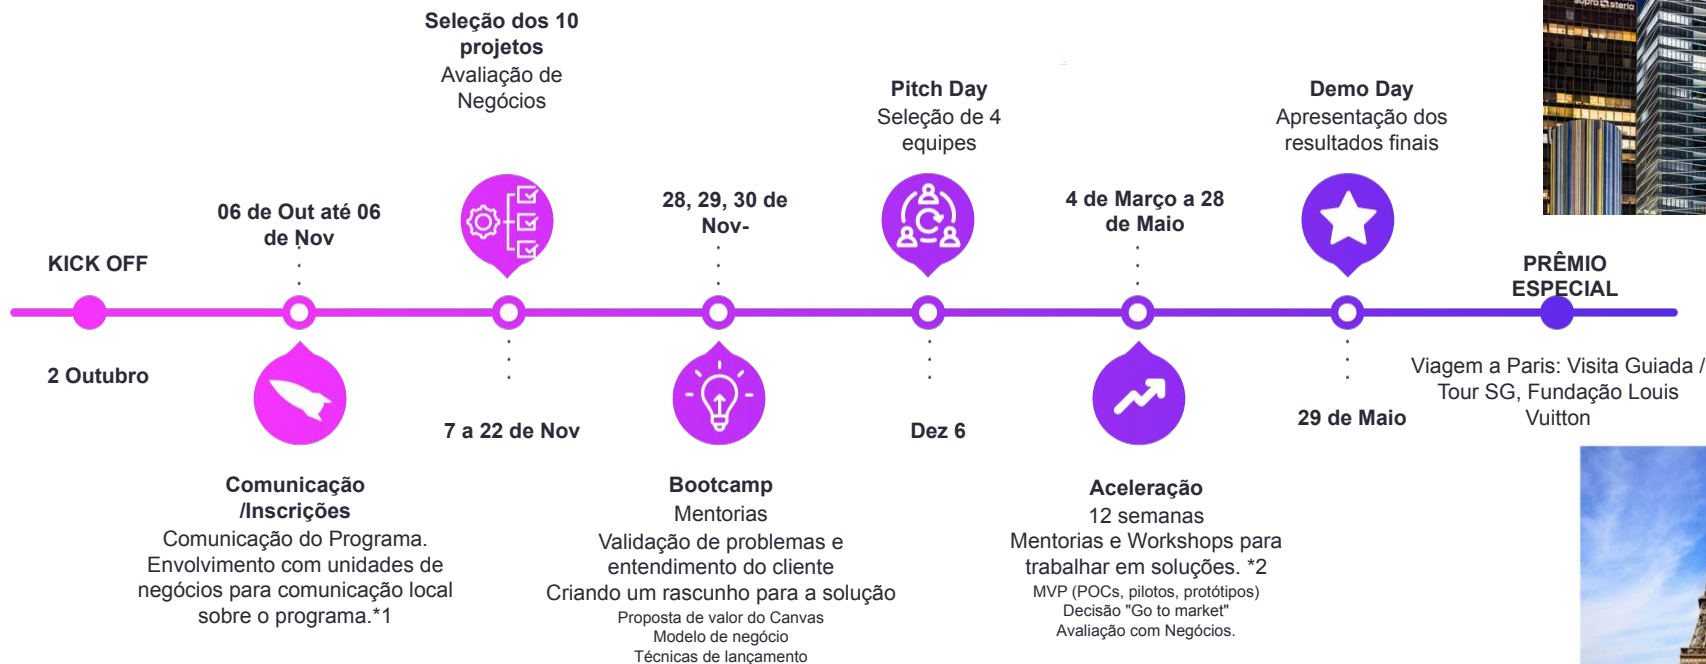 KICK OFF
2 Outubro
06 de Out até 06
de Nov
Comunicação
/Inscrições
Comunicação do Programa.
Envolvimento com unidades de
negócios para comunicação local
sobre o programa.*1
Seleção dos 10
projetos
Avaliação de
Negócios
7 a 22 de Nov
28, 29, 30 de
Nov-
Bootcamp
Mentorias
Validação de problemas e
entendimento do cliente
Criando um rascunho para a solução
Proposta de valor do Canvas
Modelo de negócio
Técnicas de lançamento
Pitch Day
Seleção de 4
equipes
Dez 6
4 de Março a 28
de Maio
Aceleração
12 semanas
Mentorias e Workshops para
trabalhar em soluções. *2
MVP (POCs, pilotos, protótipos)
Decisão "Go to market"
Avaliação com Negócios.
Demo Day
Apresentação dos
resultados finais
29 de Maio
sopra steria
PRÊMIO
ESPECIAL
Viagem a Paris: Visita Guiada /
Tour SG, Fundação Louis
Vuitton